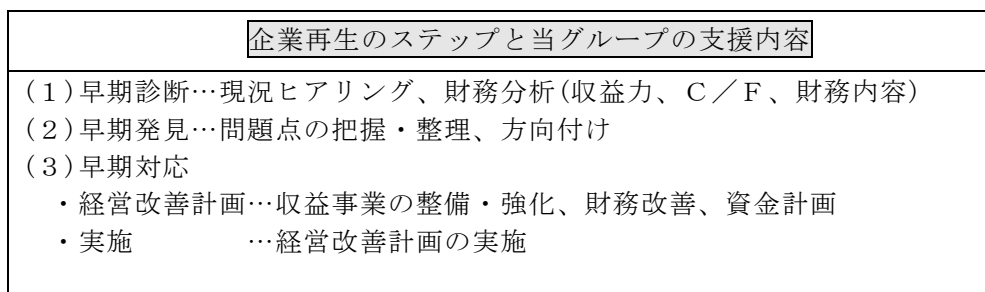 企業再生のステップと当グループの支援内容
(1)早期診断…現況ヒアリング、財務分析(収益力、C/F、財務内容)
(2)早期発見…問題点の把握・整理、方向付け
(3)早期対応
・経営改善計画…収益事業の整備・強化、財務改善、資金計画
・実施　　　　…経営改善計画の実施